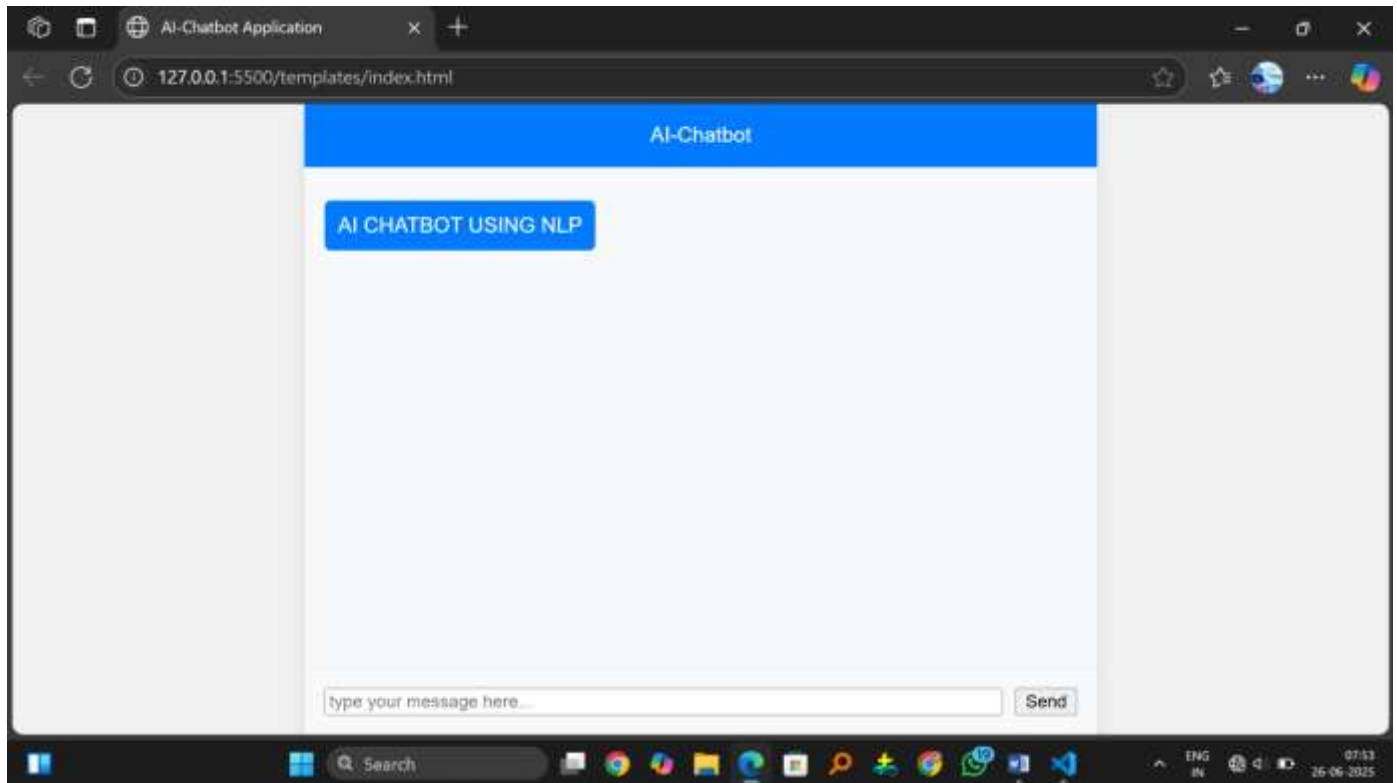 AI-Chatbot Application
127.0.0.1:5500/templates/index.html
AI-Chatbot
AI CHATBOT USING NLP
type your message here...
Send
Search
ENG
IN
07:53
26-06-2025